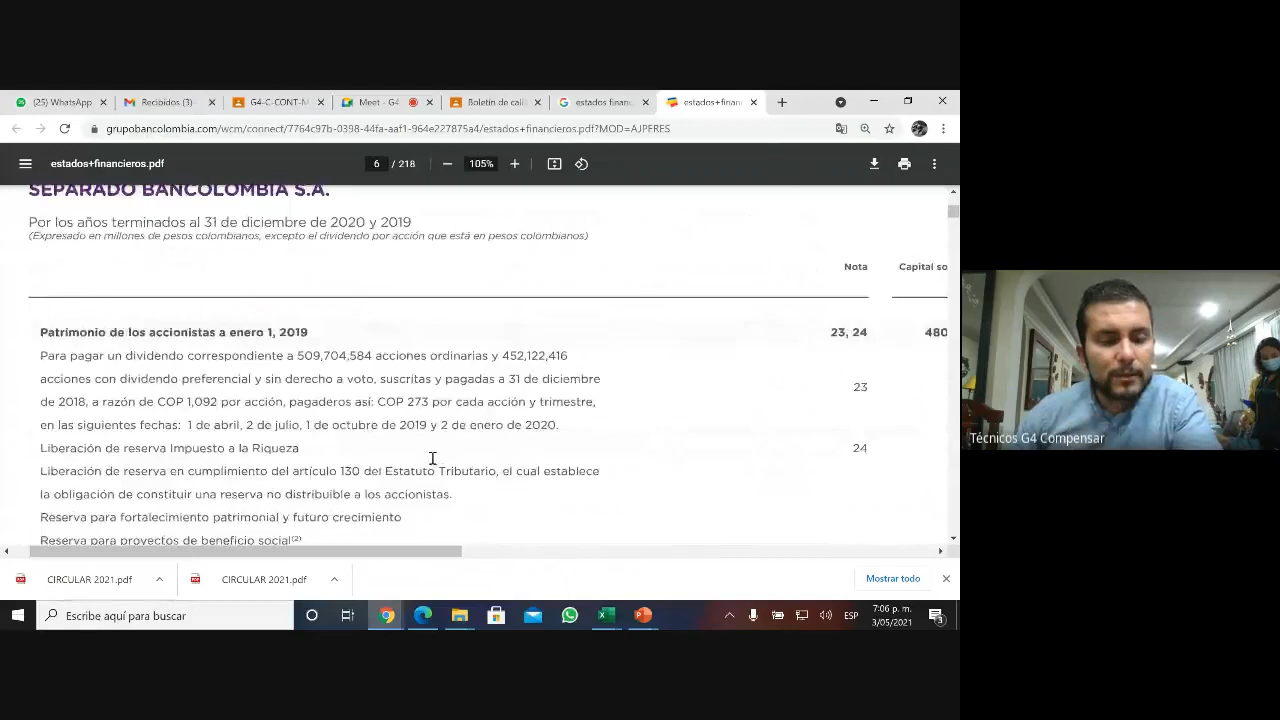 (25) WhatsApp
Recibidos (3)
G4-C-CONT-M
Meet - G4
Boletín de cali
estados financ
estados+finan
grupobancolombia.com/wcm/connect/7764c97b-0398-44fa-aaf1-964e227875a4/estados+financieros.pdf?MOD=AJPERES
estados+financieros.pdf
6 / 218
105%
SEPARADO BANCOLOMBIA S.A.
Por los años terminados al 31 de diciembre de 2020 y 2019
(Expresado en millones de pesos colombianos, excepto el dividendo por acción que está en pesos colombianos)
Nota Capital so
Patrimonio de los accionistas a enero 1, 2019 23, 24 480
Para pagar un dividendo correspondiente a 509,704,584 acciones ordinarias y 452,122,416
acciones con dividendo preferencial y sin derecho a voto, suscritas y pagadas a 31 de diciembre
23
de 2018, a razón de COP 1,092 por acción, pagaderos así: COP 273 por cada acción y trimestre,
en las siguientes fechas: 1 de abril, 2 de julio, 1 de octubre de 2019 y 2 de enero de 2020.
Liberación de reserva Impuesto a la Riqueza 24
Liberación de reserva en cumplimiento del artículo 130 del Estatuto Tributario, el cual establece
la obligación de constituir una reserva no distribuible a los accionistas.
Reserva para fortalecimiento patrimonial y futuro crecimiento
Reserva para proyectos de beneficio social(2)
Técnicos G4 Compensar
CIRCULAR 2021.pdf
CIRCULAR 2021.pdf
Mostrar todo
Escribe aquí para buscar
ESP
7:06 p. m.
3/05/2021
3